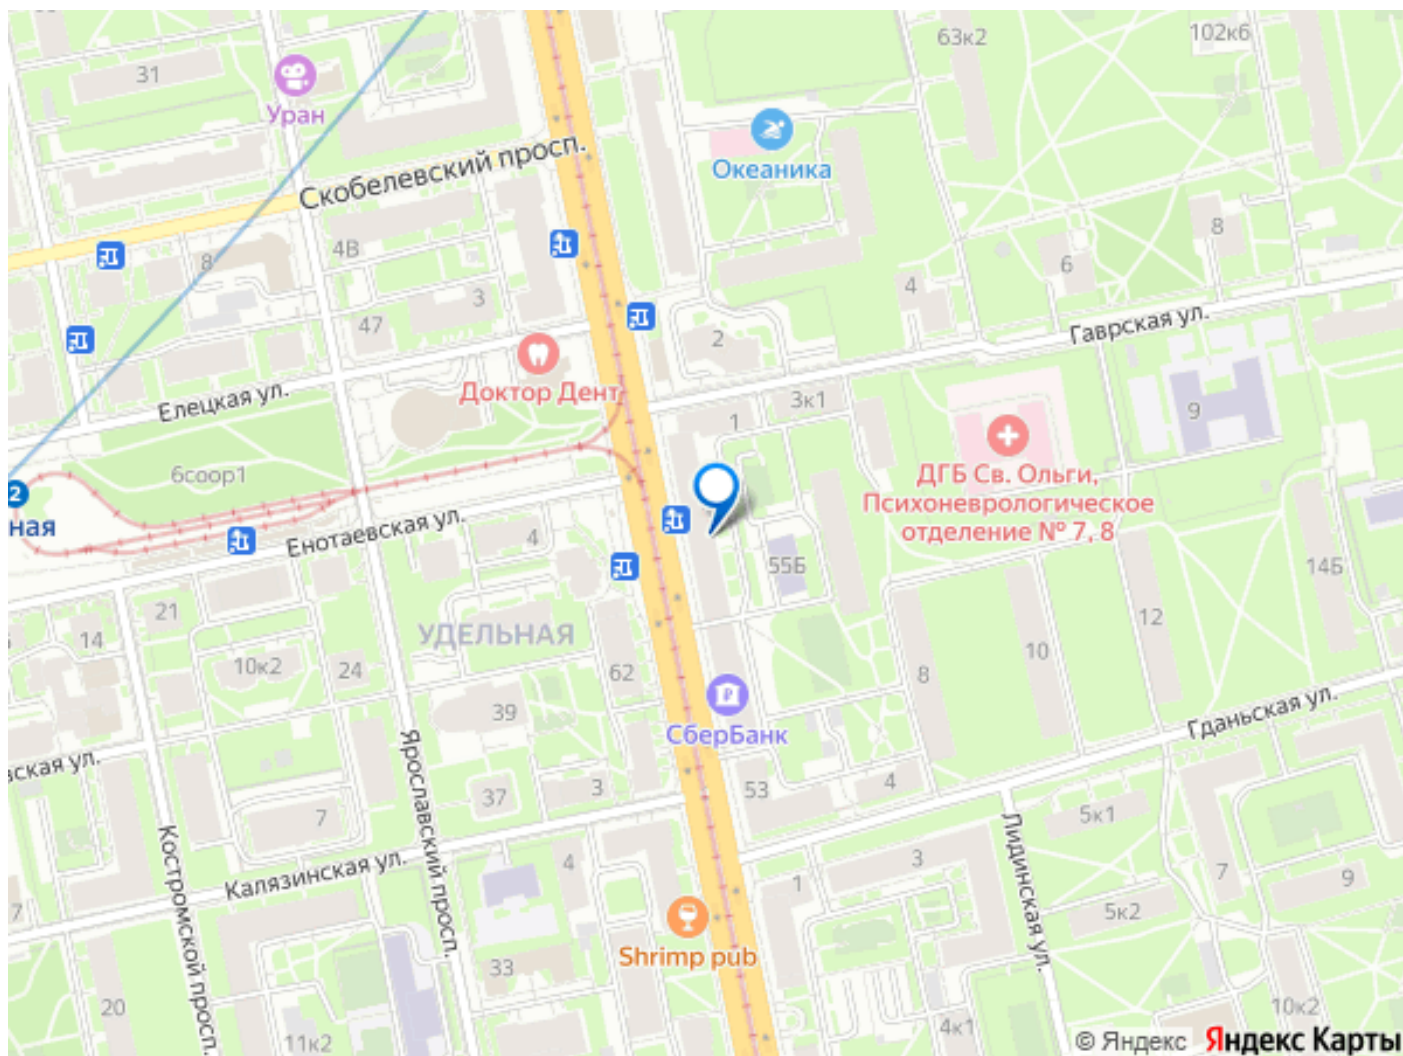 31
Уран
63к2
102к6
Океаника
Скобелевский просп.
8
4В
8
6
4
3
47
2
Гаврская ул.
Доктор Дент
Елецкая ул.
3к1
1
9
6соор1
ДГБ Св. Ольги,
Психоневрологическое
отделение № 7, 8
2
ная
Енотаевская ул.
4
55Б
14Б
21
14
УДЕЛЬНАЯ
12
10к2
24
62
10
8
39
СберБанк
Гданьская ул.
вская ул.
Ярославский просп.
37
3
53
4
7
5к1
Костромской просп.
Калязинская ул.
4
3
Лидинская ул.
1
7
9
7
5к2
Shrimp pub
33
20
11к2
4к1
10к2
© Яндекс Яндекс Карты